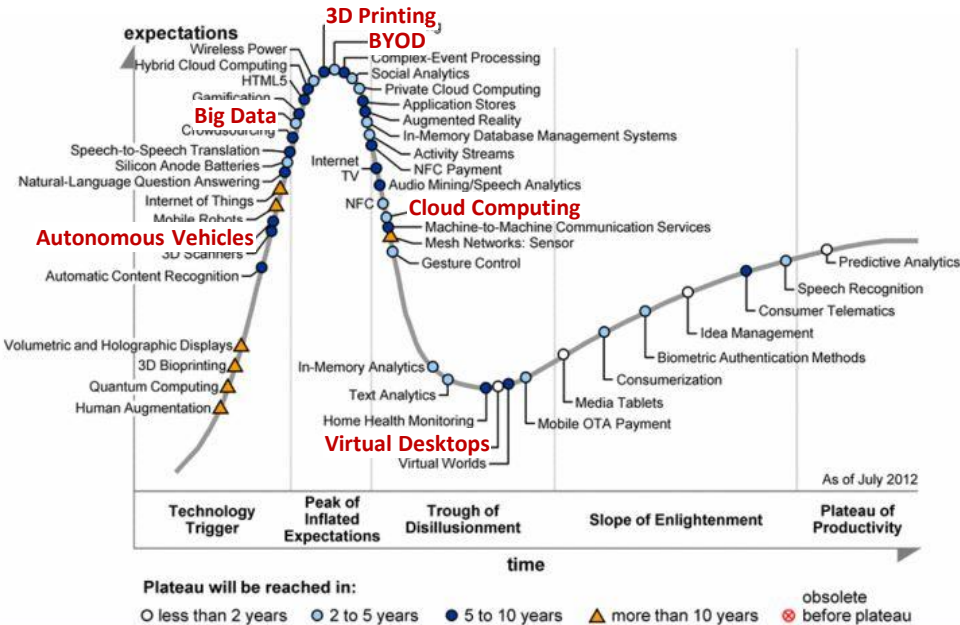 3D Printing
expectations
BYOD
Wireless Power
Complex-Event Processing
Hybrid Cloud Computing
Social Analytics
HTML5
Private Cloud Computing
Gamification
Application Stores
Big Data
Augmented Reality
Crowdsourcing
In-Memory Database Management Systems
Speech-to-Speech Translation
Activity Streams
Silicon Anode Batteries
Internet
TV
NFC Payment
Natural-Language Question Answering
Audio Mining/Speech Analytics
Internet of Things
NFC
Cloud Computing
Mobile Robots
Machine-to-Machine Communication Services
Autonomous Vehicles
Mesh Networks: Sensor
3D Scanners
Gesture Control
Automatic Content Recognition
Predictive Analytics
Speech Recognition
Consumer Telematics
Idea Management
Volumetric and Holographic Displays
Biometric Authentication Methods
3D Bioprinting
In-Memory Analytics
Consumerization
Quantum Computing
Text Analytics
Media Tablets
Human Augmentation
Home Health Monitoring
Mobile OTA Payment
Virtual Desktops
Virtual Worlds
As of July 2012
Technology
Trigger
Peak of
Inflated
Expectations
Trough of
Disillusionment
Slope of Enlightenment
Plateau of
Productivity
time
Plateau will be reached in:
less than 2 years
2 to 5 years
5 to 10 years
more than 10 years
obsolete
before plateau